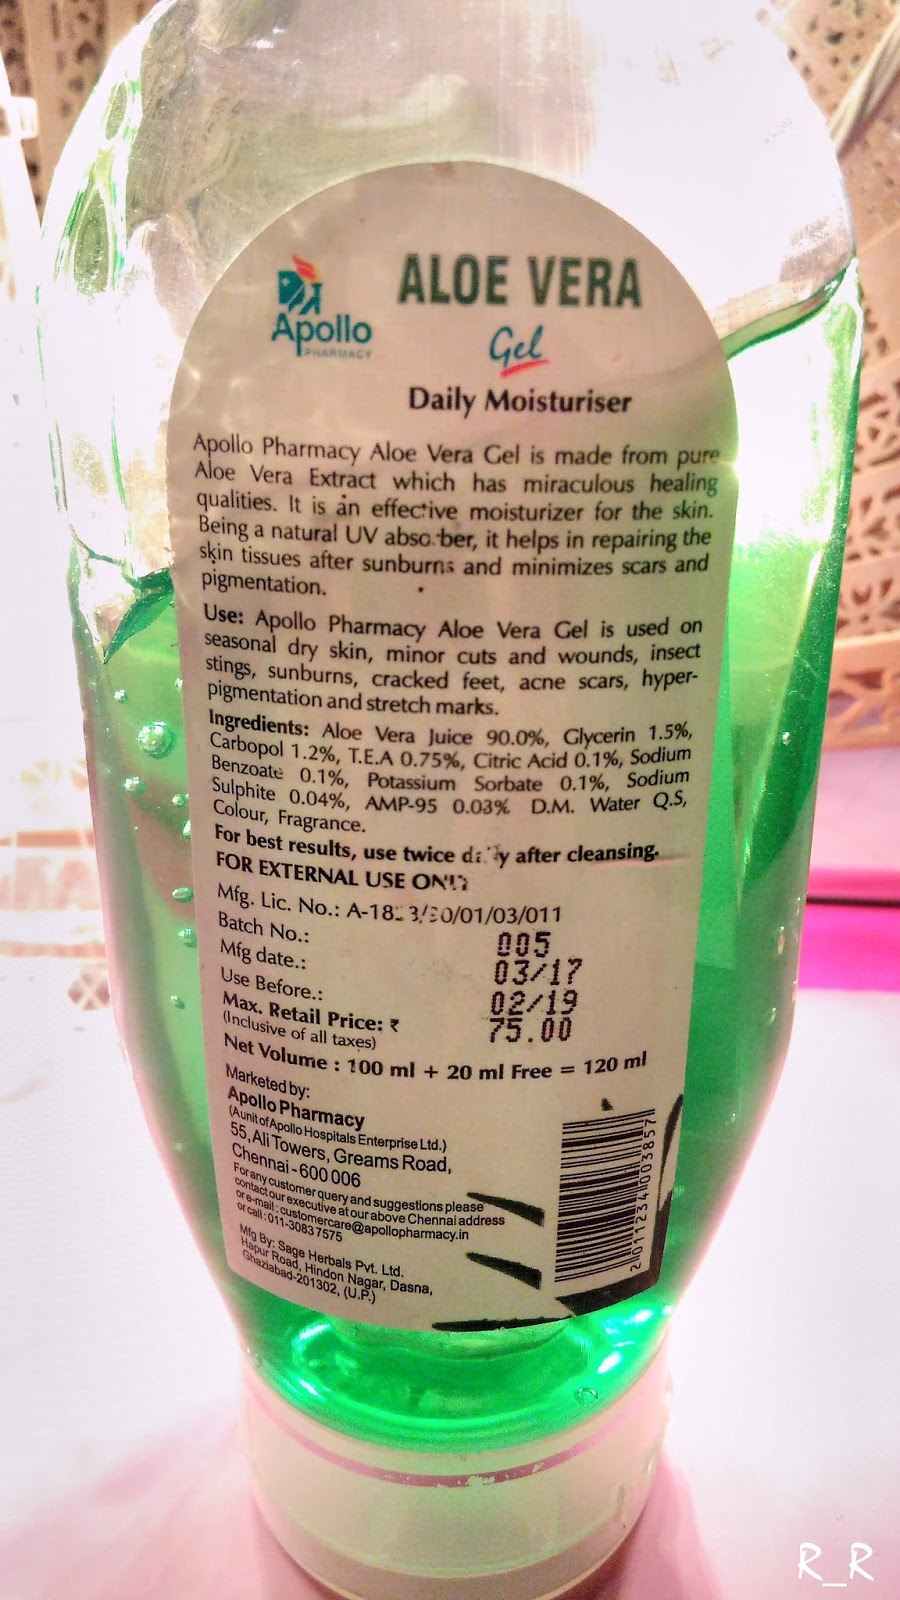 Apollo
PHARMACY
ALOE VERA
Gel
Daily Moisturiser
Apollo Pharmacy Aloe Vera Gel is made from pure
Aloe Vera Extract which has miraculous healing
qualities. It is an effective moisturizer for the skin.
Being a natural UV absorber, it helps in repairing the
skin tissues after sunburns and minimizes scars and
pigmentation.
Use: Apollo Pharmacy Aloe Vera Gel is used on
seasonal dry skin, minor cuts and wounds, insect
stings, sunburns, cracked feet, acne scars, hyper-
pigmentation and stretch marks.
Ingredients: Aloe Vera Juice 90.0%, Glycerin 1.5%,
Carbopol 1.2%, T.E.A 0.75%, Citric Acid 0.1%, Sodium
Benzoate 0.1%, Potassium Sorbate 0.1%, Sodium
Sulphite 0.04%, AMP-95 0.03% D.M. Water Q.S,
Colour, Fragrance.
For best results, use twice daily after cleansing.
FOR EXTERNAL USE ONLY
Mfg. Lic. No.:
Batch No.: 005
Mfg date.: 03/17
Use Before.: 02/19
Max. Retail Price: ₹ 75.00
(Inclusive of all taxes)
Net Volume : 100 ml + 20 ml Free = 120 ml
Marketed by:
Apollo Pharmacy
(A unit of Apollo Hospitals Enterprise Ltd.)
55, Ali Towers, Greams Road,
Chennai - 600 006
For any customer query and suggestions please
contact our executive at our above Chennai address
or e-mail : customercare@apollopharmacy.in
or call : 011-30837575
Mfg By: Sage Herbals Pvt. Ltd.
Hapur Road, Hindon Nagar, Dasna,
Ghaziabad-201302, (U.P.)
2 011234 003857
R_R